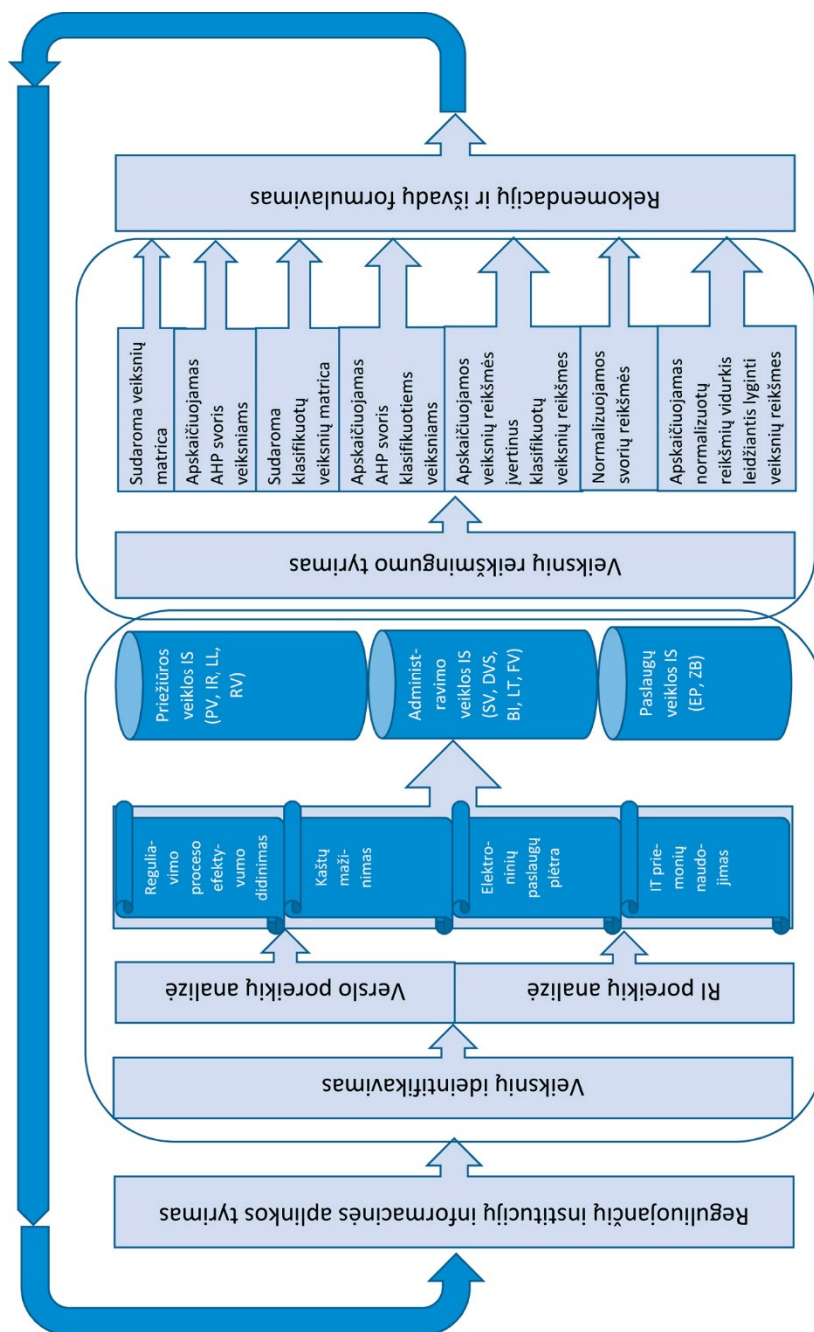 Reguliuojančių institucijų informacinės aplinkos tyrimas
Veiksnių ideintifikavimas
Verslo poreikių analizė
RI poreikių analizė
Regulia-
vimo
proceso
efekty-
vumo
didinimas
Kaštų
maži-
nimas
Elektro-
ninių
paslaugų
plėtra
IT prie-
monių
naudo-
jimas
Priežiūros
veiklos IS
(PV, IR, LL,
RV)
Administ-
ravimo
veiklos IS
(SV, DVS,
BI, LT, FV)
Paslaugų
veiklos IS
(EP, ZB)
Veiksnių reikšmingumo tyrimas
Sudaroma veiksnių
matrica
Apskaičiuojamas
AHP svoris
veiksniams
Sudaroma
klasifikuotų
veiksnių matrica
Apskaičiuojamas
AHP svoris
klasifikuotiems
veiksniams
Apskaičiuojamos
veiksnių reikšmės
įvertinus
klasifikuotų
veiksnių reikšmes
Normalizuojamos
svorių reikšmės
Apskaičiuojamas
normalizuotų
reikšmių vidurkis
leidžiantis lyginti
veiksnių reikšmes
Rekomendacijų ir išvadų formulavimas